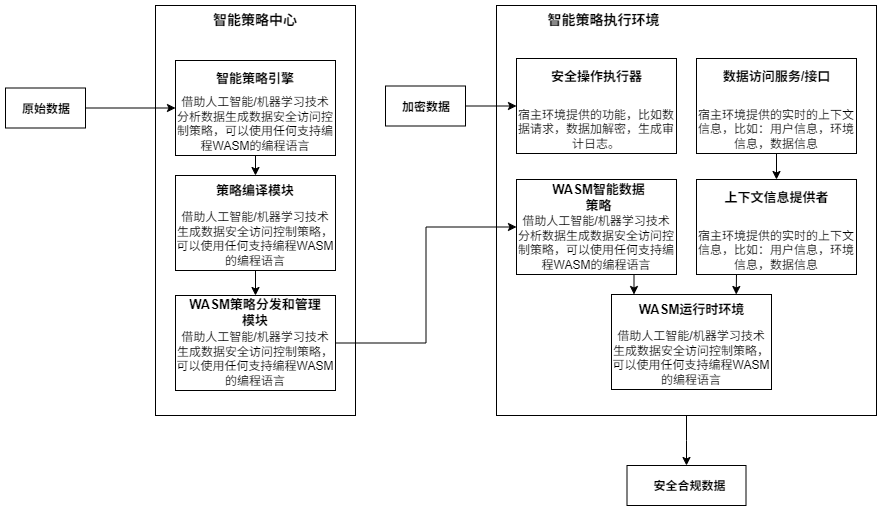 智能策略中心
智能策略引擎
借助人工智能/机器学习技术
分析数据生成数据安全访问控
制策略，可以使用任何支持编
程WASM的编程语言
原始数据
策略编译模块
借助人工智能/机器学习技术
生成数据安全访问控制策略，
可以使用任何支持编程WASM
的编程语言
WASM策略分发和管理
模块
借助人工智能/机器学习技术
生成数据安全访问控制策略，
可以使用任何支持编程WASM
的编程语言
智能策略执行环境
加密数据
安全操作执行器
宿主环境提供的功能，比如数
据请求，数据加解密，生成审
计日志。
数据访问服务/接口
宿主环境提供的实时的上下文
信息，比如：用户信息，环境
信息，数据信息
WASM智能数据
策略
借助人工智能/机器学习技术
分析数据生成数据安全访问控
制策略，可以使用任何支持编
程WASM的编程语言
上下文信息提供者
宿主环境提供的实时的上下文
信息，比如：用户信息，环境
信息，数据信息
WASM运行时环境
借助人工智能/机器学习技术
生成数据安全访问控制策略，
可以使用任何支持编程WASM
的编程语言
安全合规数据